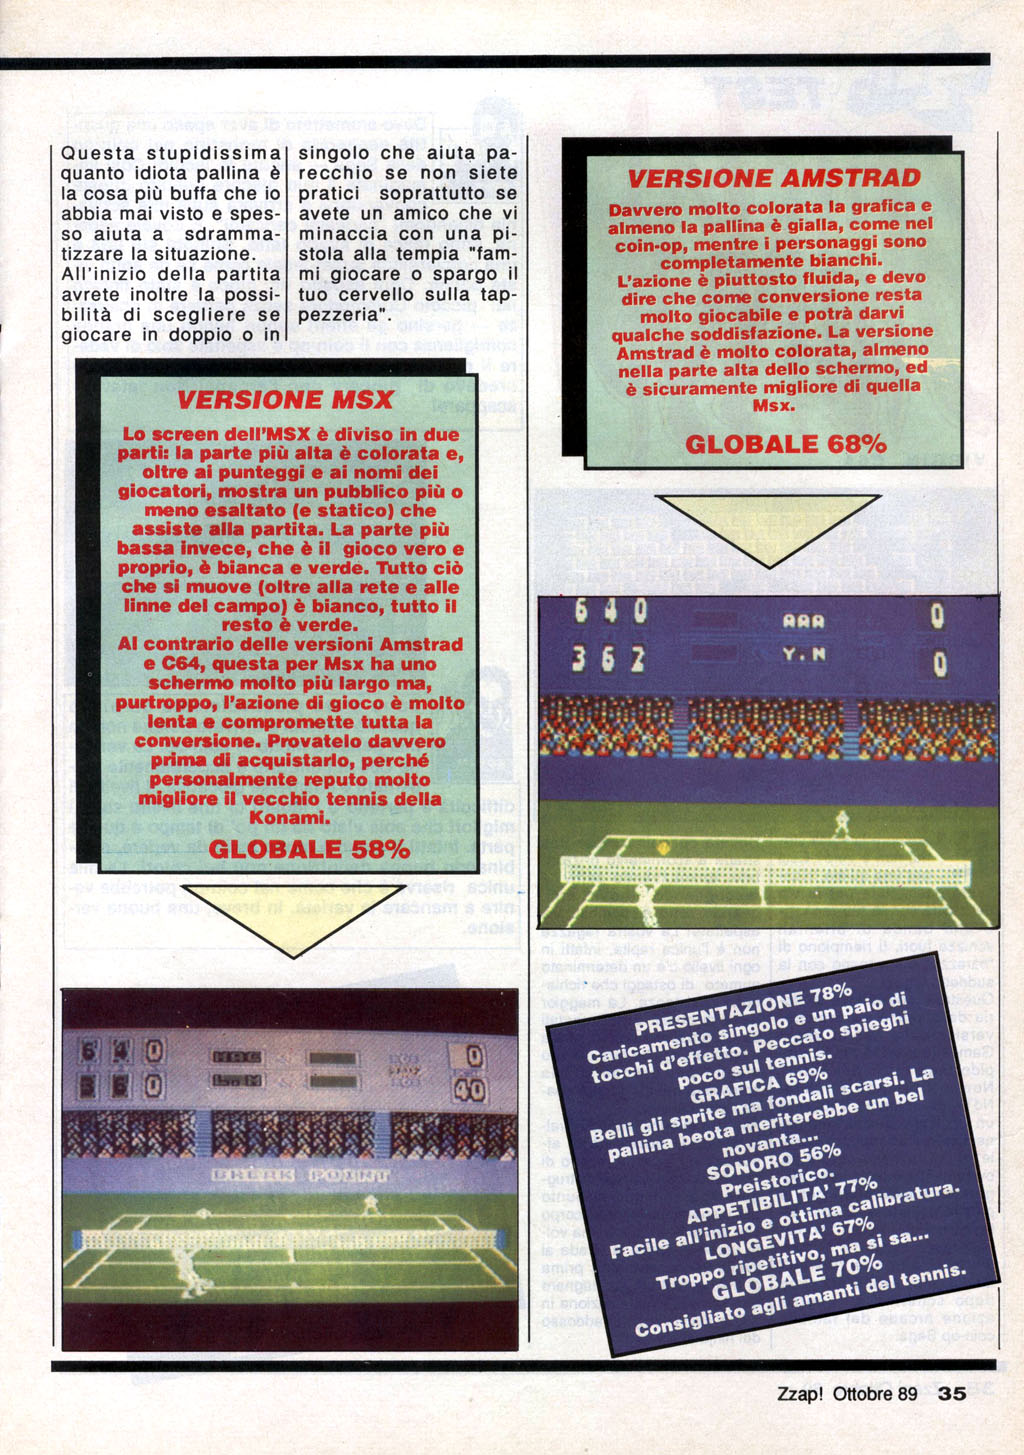 Questa stupidissima
quanto idiota pallina è
la cosa più buffa che io
abbia mai visto e spes-
so aiuta a sdramma-
tizzare la situazione.
All'inizio della partita
avrete inoltre la possi-
bilità di scegliere se
giocare in doppio o in
singolo che aiuta pa-
recchio se non siete
pratici soprattutto se
avete un amico che vi
minaccia con una pi-
stola alla tempia "fam-
mi giocare o spargo il
tuo cervello sulla tap-
pezzeria".
VERSIONE MSX
Lo screen dell'MSX è diviso in due
parti: la parte più alta è colorata e,
oltre ai punteggi e ai nomi dei
giocatori, mostra un pubblico più o
meno esaltato (e statico) che
assiste alla partita. La parte più
bassa invece, che è il gioco vero e
proprio, è bianca e verde. Tutto ciò
che si muove (oltre alla rete e alle
linne del campo) è bianco, tutto il
resto è verde.
Al contrario delle versioni Amstrad
e C64, questa per Msx ha uno
schermo molto più largo ma,
purtroppo, l'azione di gioco è molto
lenta e compromette tutta la
conversione. Provatelo davvero
prima di acquistarlo, perché
personalmente reputo molto
migliore il vecchio tennis della
Konami.
GLOBALE 58%
6 4 0
0
3 6 0
40
BREAK POINT
VERSIONE AMSTRAD
Davvero molto colorata la grafica e
almeno la pallina è gialla, come nel
coin-op, mentre i personaggi sono
completamente bianchi.
L'azione è piuttosto fluida, e devo
dire che come conversione resta
molto giocabile e potrà darvi
qualche soddisfazione. La versione
Amstrad è molto colorata, almeno
nella parte alta dello schermo, ed
è sicuramente migliore di quella
Msx.
GLOBALE 68%
6 4 0 AAA 0
3 6 2 Y.N 0
PRESENTAZIONE 78%
Caricamento singolo e un paio di
tocchi d'effetto. Peccato spieghi
poco sul tennis.
GRAFICA 69%
Belli gli sprite ma fondali scarsi. La
pallina beota meriterebbe un bel
novanta...
SONORO 56%
Preistorico.
APPETIBILITA' 77%
Facile all'inizio e ottima calibratura.
LONGEVITA' 67%
Troppo ripetitivo, ma si sa...
GLOBALE 70%
Consigliato agli amanti del tennis.
Zzap! Ottobre 89 35